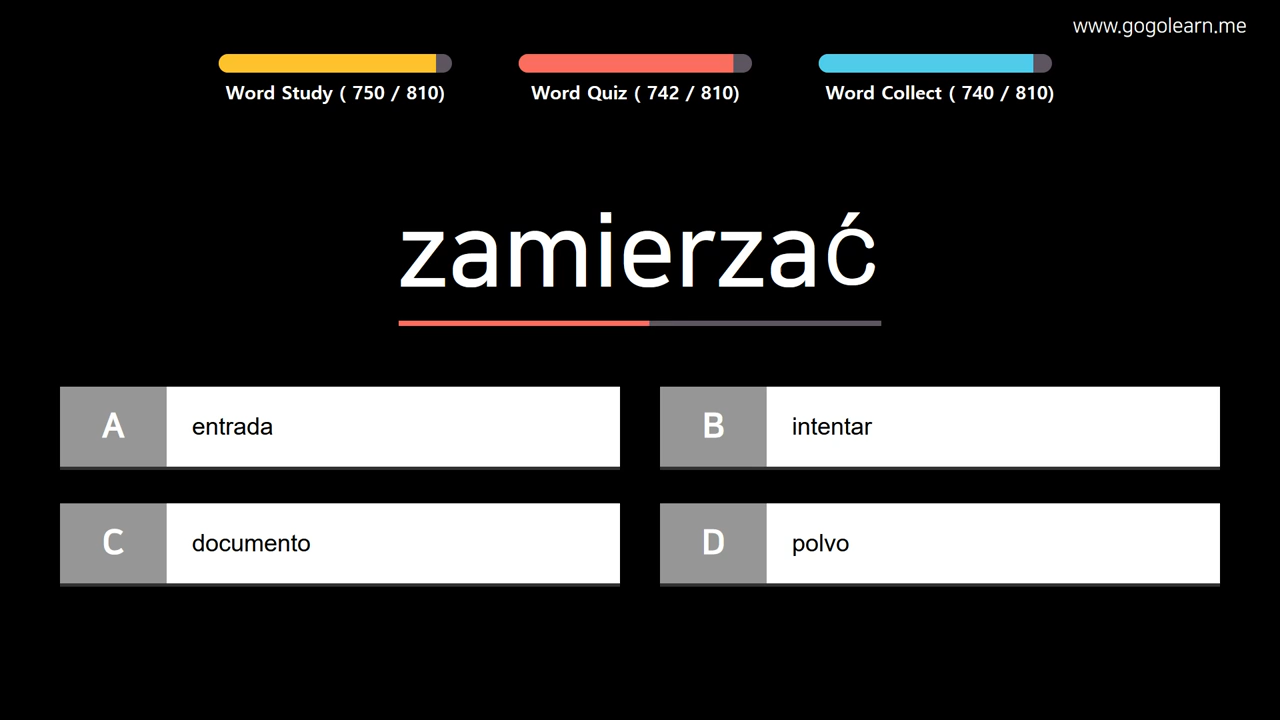 www.gogolearn.me
Word Study ( 750 / 810)
Word Quiz ( 742 / 810)
Word Collect ( 740 / 810)
zamierzać
A
entrada
B
intentar
C
documento
D
polvo